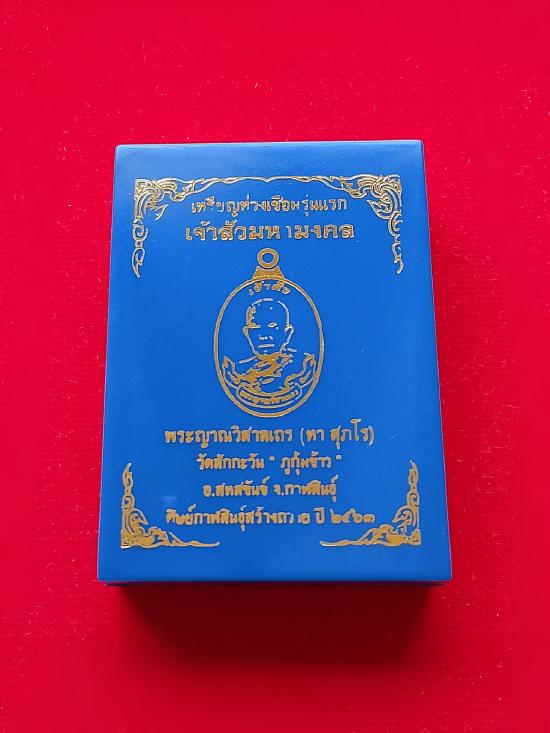 เหรียญห่วงเชื่อมรุ่นแรก
เจ้าสัวมหามงคล
เจ้าสัว
พระญาณวิสาลเถร (หา สุภโร)
วัดสักกะวัน " ภูกุ้มข้าว "
อ.สหัสขันธ์ จ.กาฬสินธุ์
ศิษย์กาฬสินธุ์สร้างถวาย ปี ๒๕๖๓